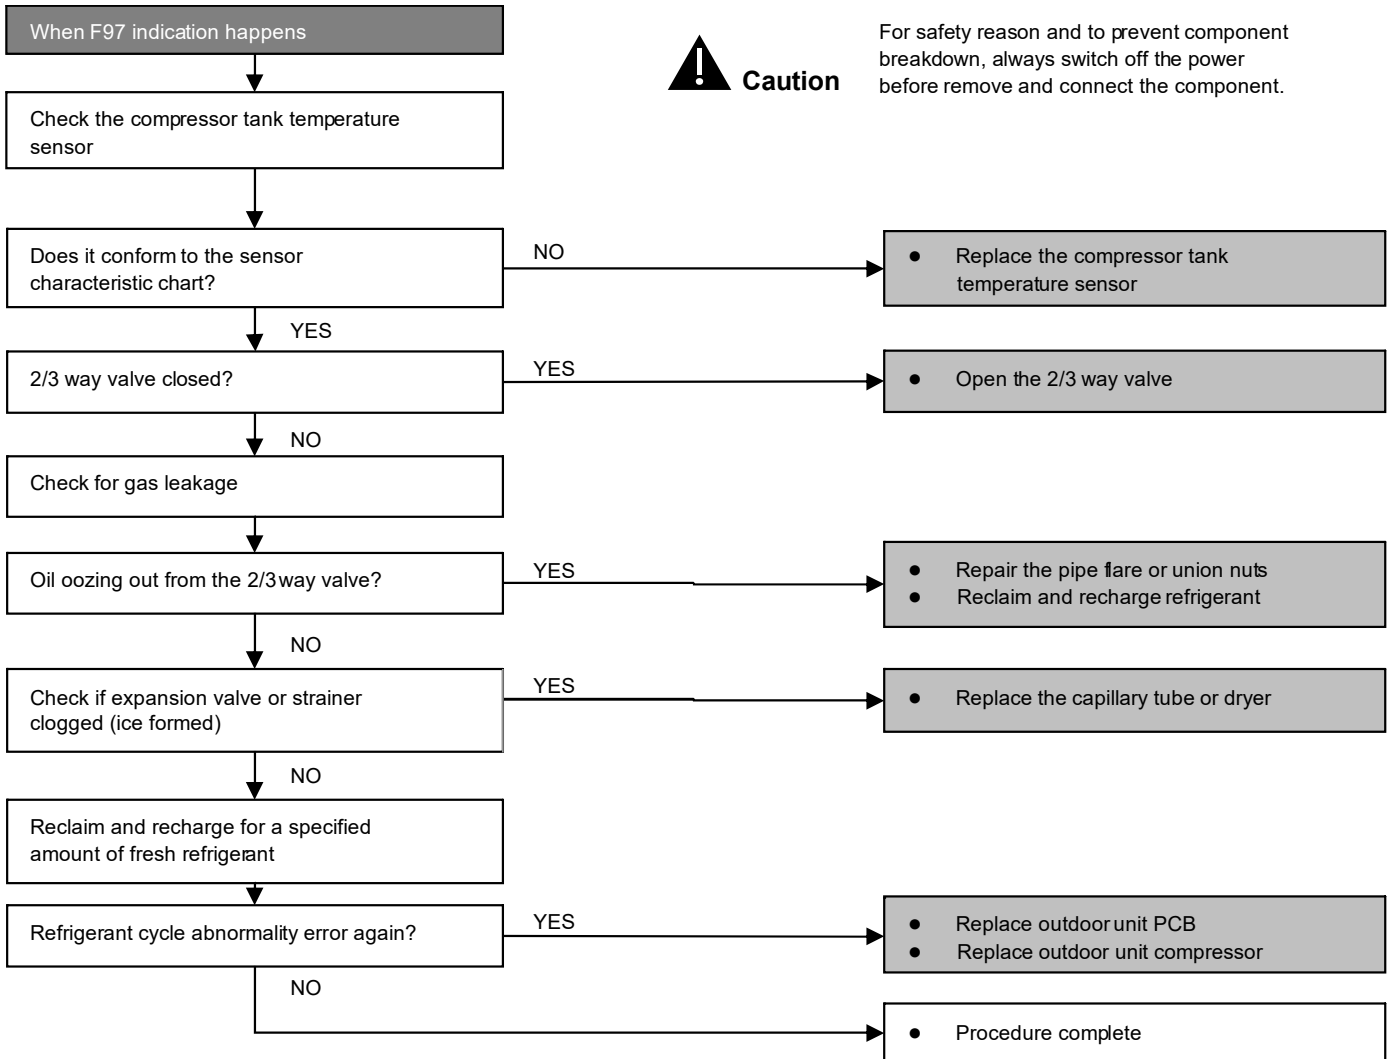 When F97 indication happens
Caution
For safety reason and to prevent component
breakdown, always switch off the power
before remove and connect the component.
Check the compressor tank temperature
sensor
Does it conform to the sensor
characteristic chart?
NO
● Replace the compressor tank
temperature sensor
YES
2/3 way valve closed?
YES
● Open the 2/3 way valve
NO
Check for gas leakage
Oil oozing out from the 2/3 way valve?
YES
● Repair the pipe flare or union nuts
● Reclaim and recharge refrigerant
NO
Check if expansion valve or strainer
clogged (ice formed)
YES
● Replace the capillary tube or dryer
NO
Reclaim and recharge for a specified
amount of fresh refrigerant
Refrigerant cycle abnormality error again?
YES
● Replace outdoor unit PCB
● Replace outdoor unit compressor
NO
● Procedure complete